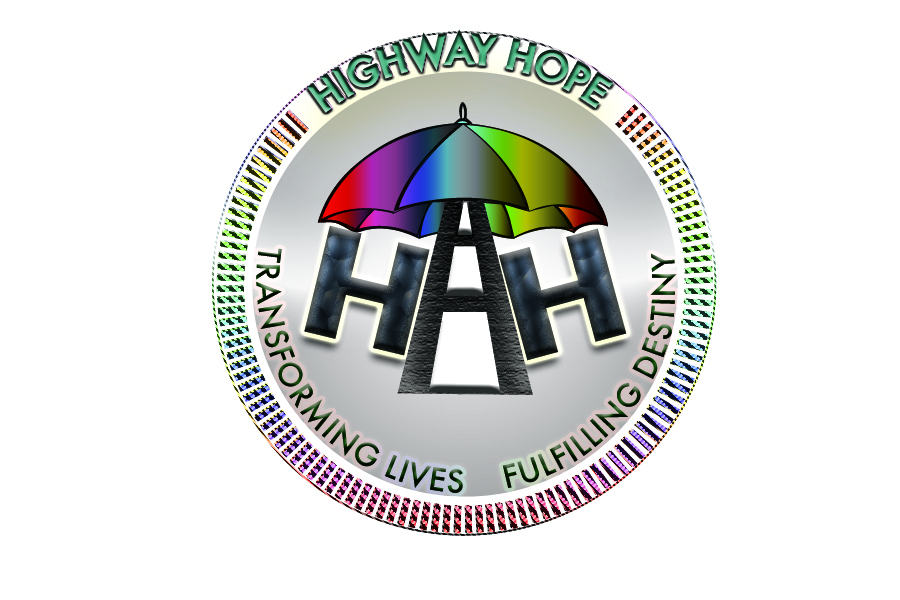 HIGHWAY HOPE
HAH
TRANSFORMING LIVES FULFILLING DESTINY